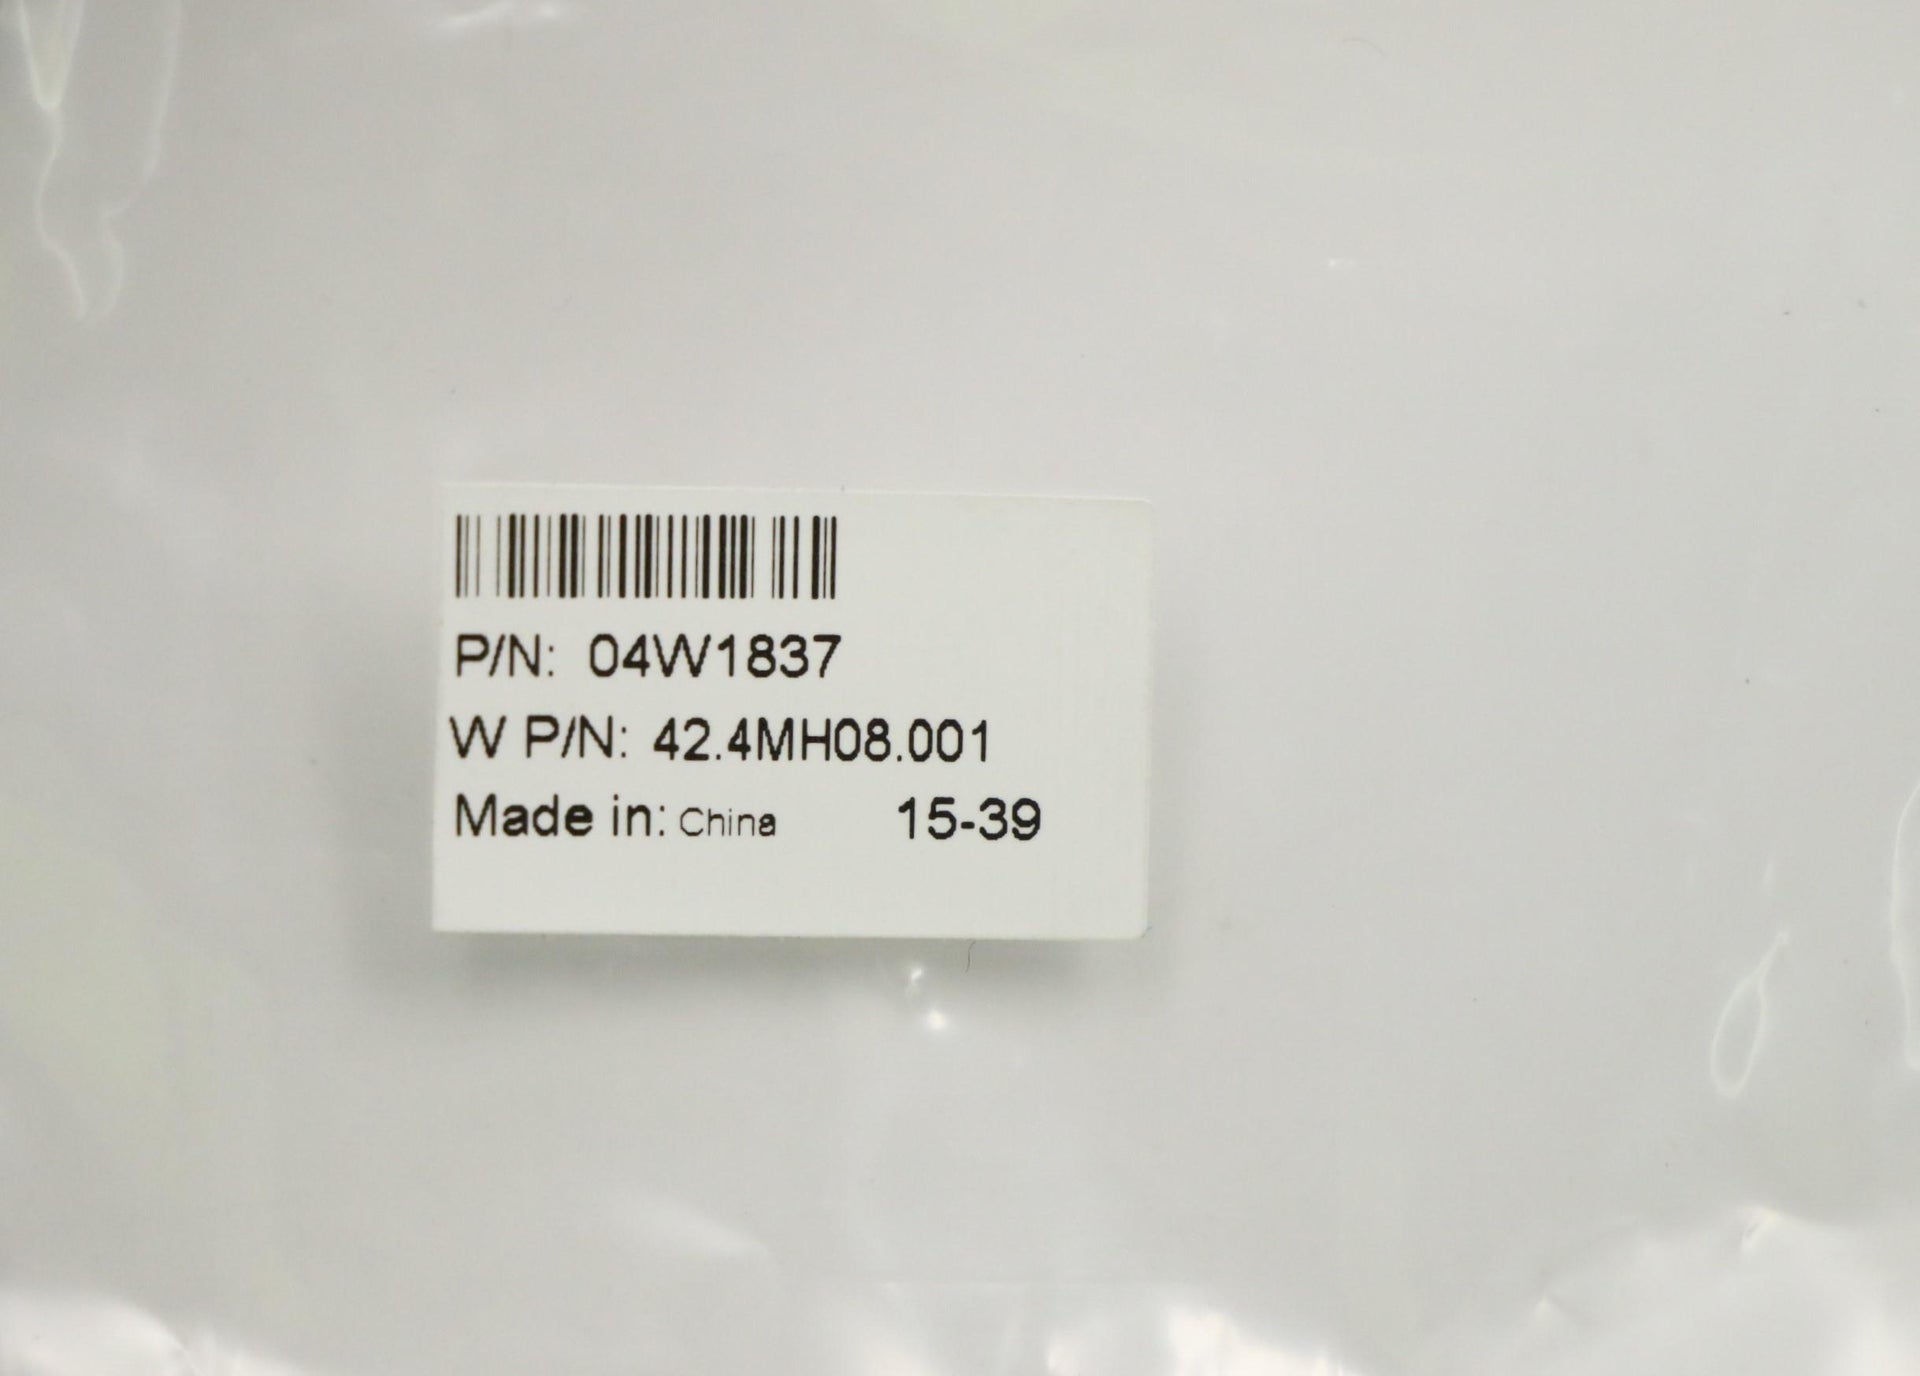 P/N: 04W1837
W P/N: 42.4MH08.001
Made in: China 15-39